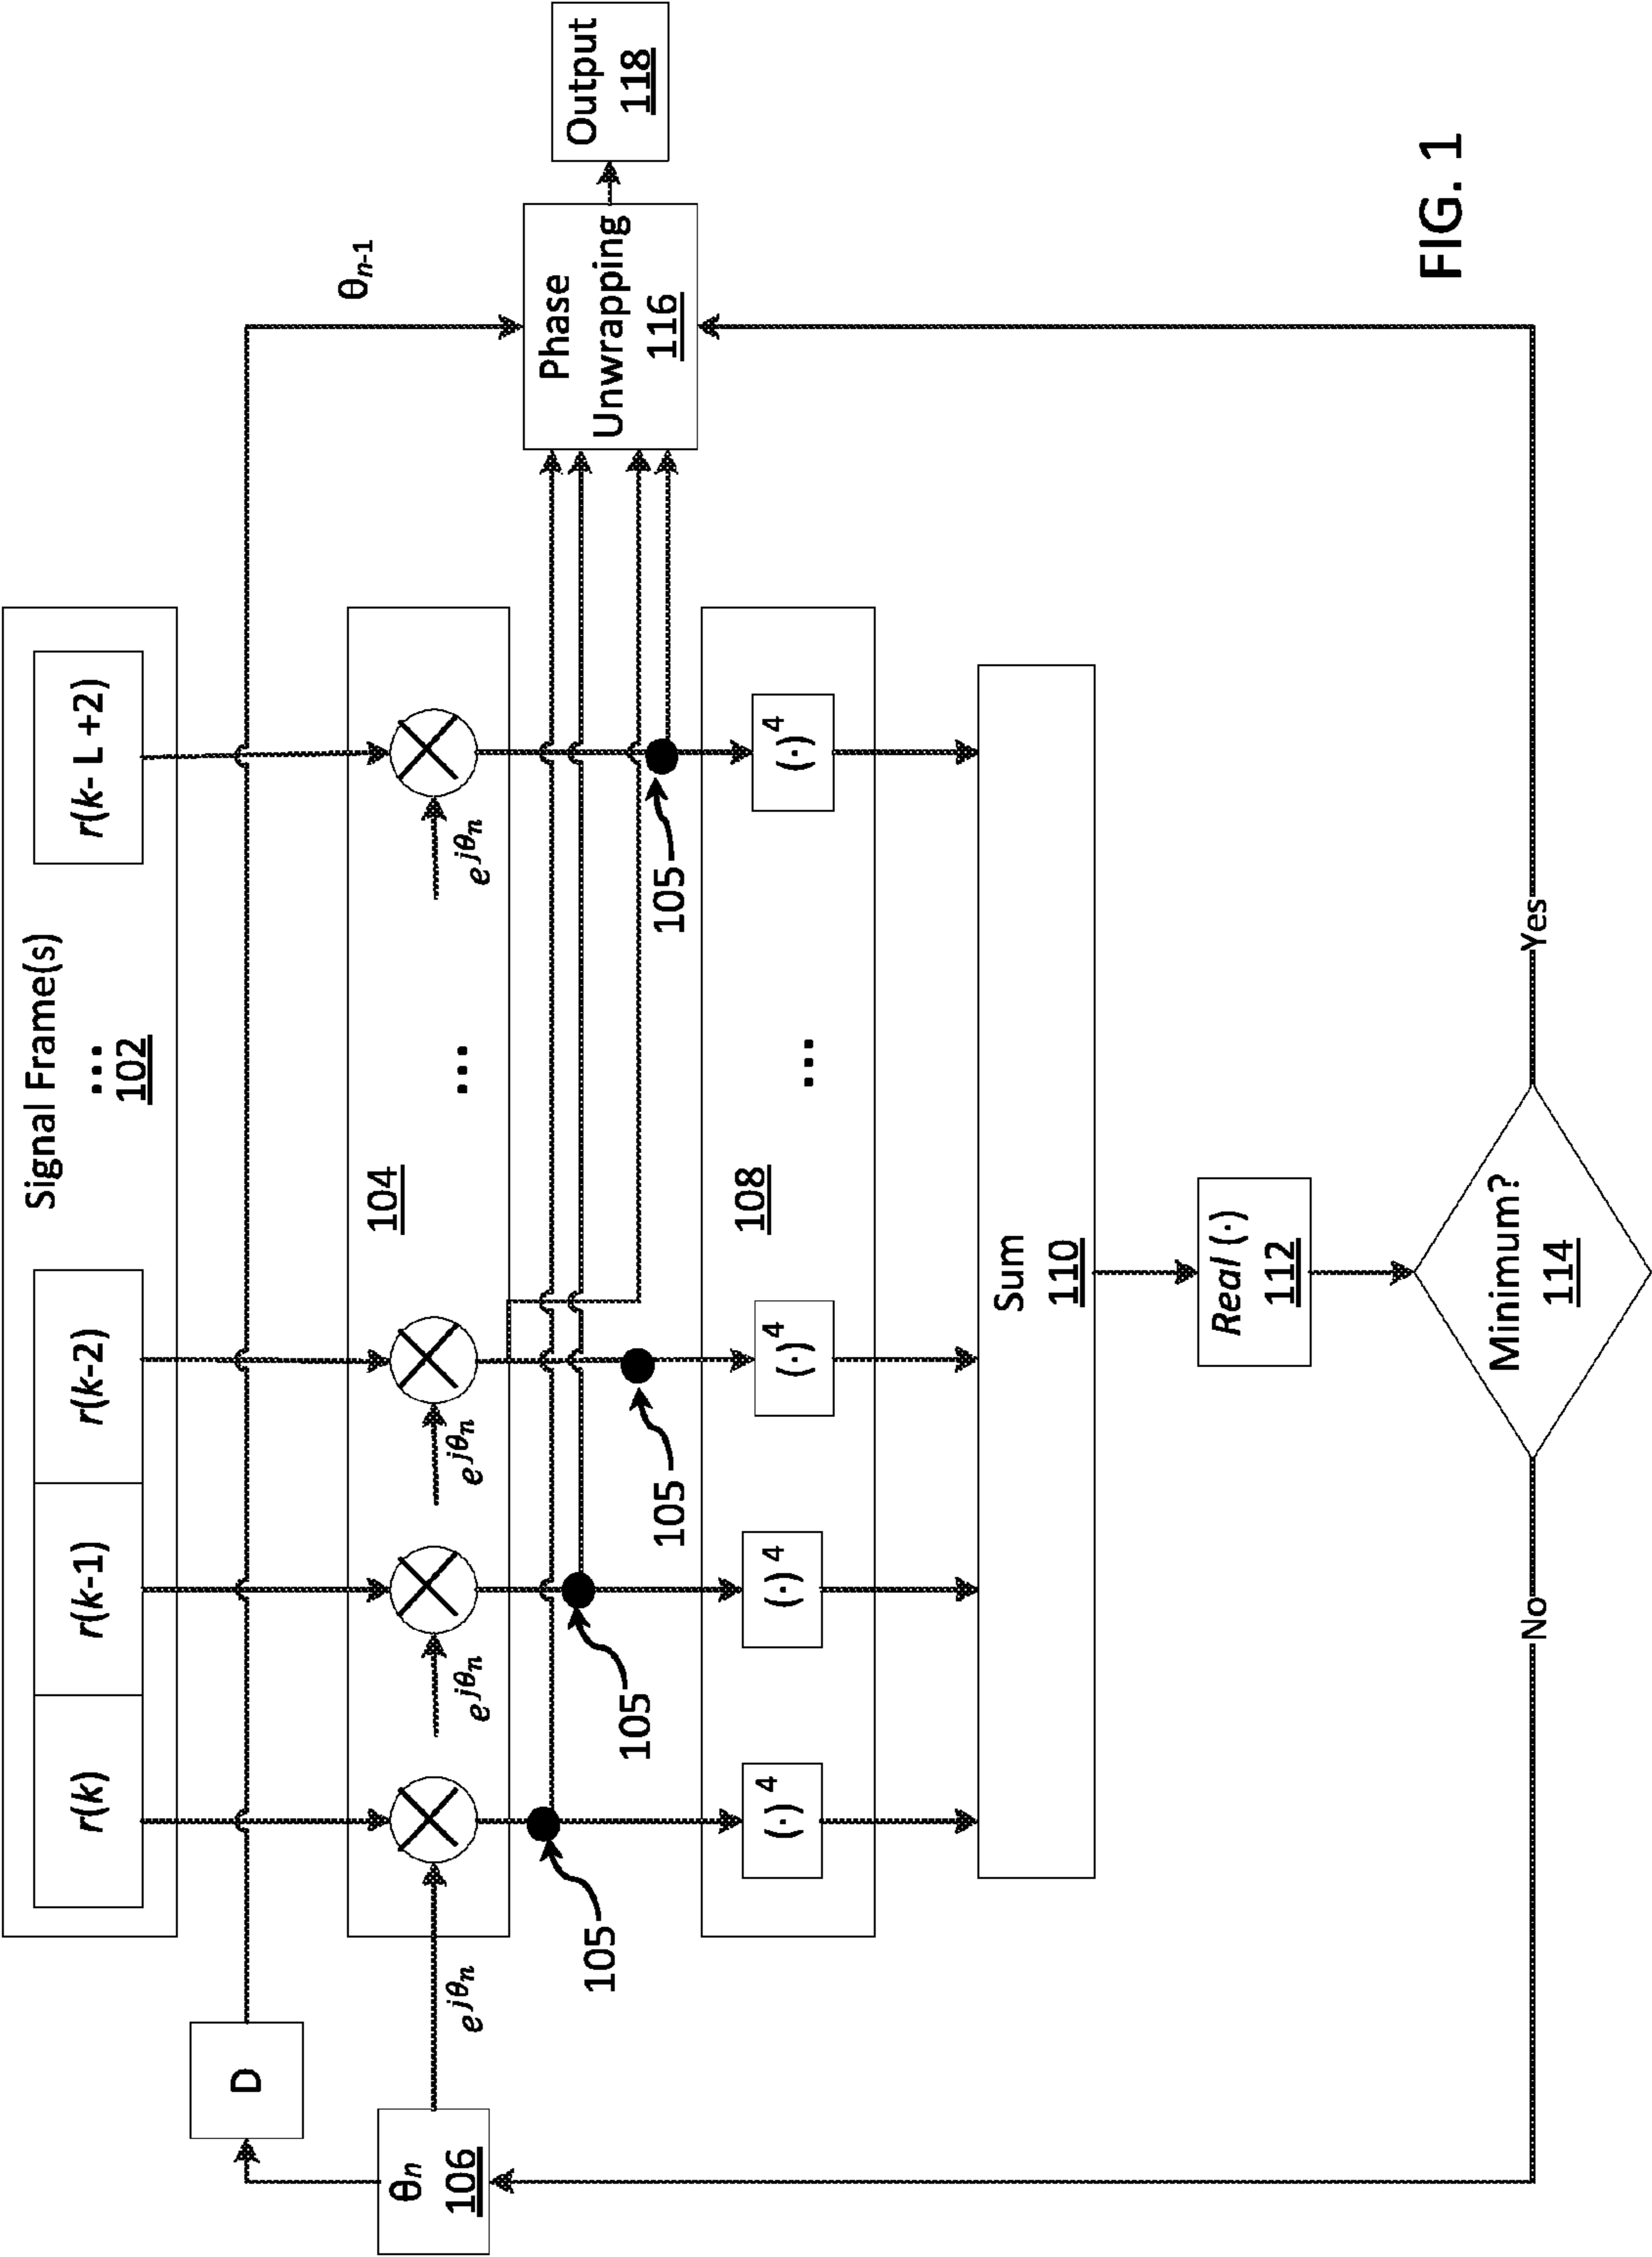 Signal Frame(s)
r(k)
r(k-1)
r(k-2)
...
102
r(k- L +2)
D
θn-1
θn
106
e^jθn
e^jθn
e^jθn
e^jθn
104
...
105
105
105
105
Phase
Unwrapping
116
Output
118
(·)^4
(·)^4
(·)^4
(·)^4
108
...
Sum
110
Real (·)
112
Minimum?
114
No
Yes
FIG. 1